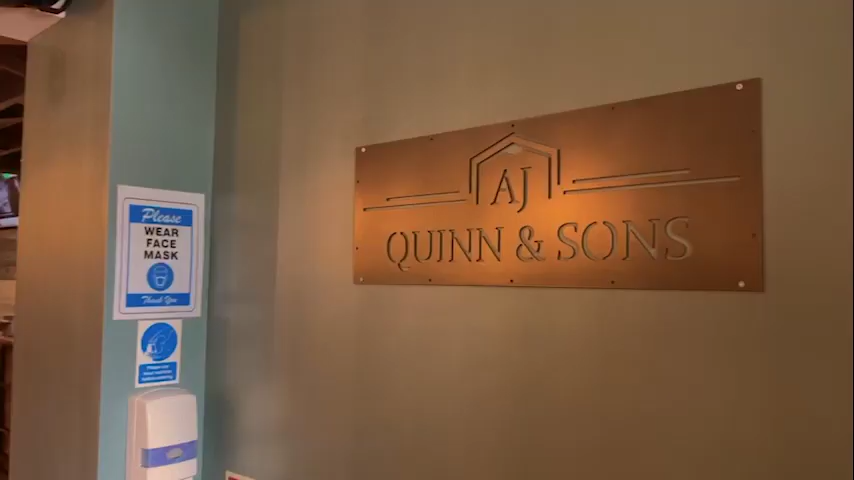 Please
WEAR
FACE
MASK
Thank You
AJ
QUINN & SONS